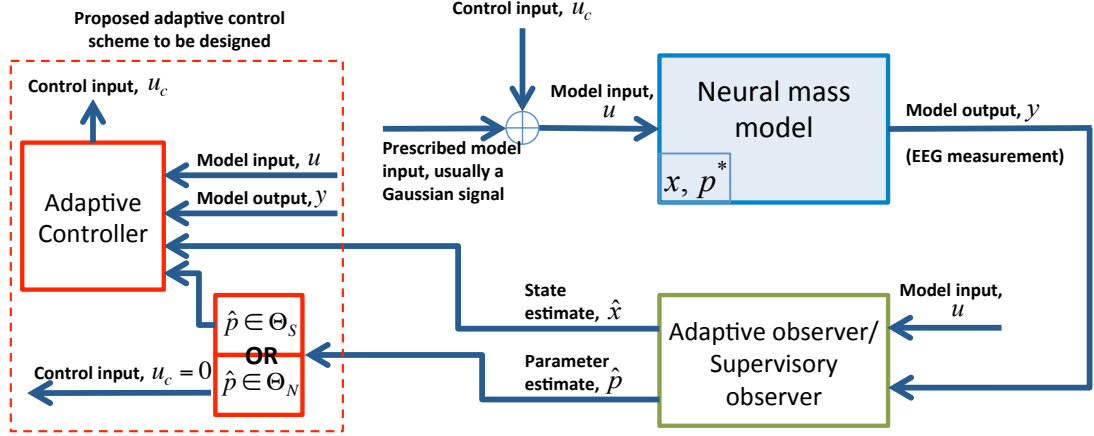 Proposed adaptive control
scheme to be designed
Control input, u_c
Adaptive
Controller
Model input, u
Model output, y
p̂ ∈ Θ_S
OR
p̂ ∈ Θ_N
Control input, u_c = 0
Control input, u_c
Prescribed model
input, usually a
Gaussian signal
Model input,
u
Neural mass
model
x, p*
Model output, y
(EEG measurement)
State
estimate, x̂
Parameter
estimate, p̂
Adaptive observer/
Supervisory
observer
Model input,
u